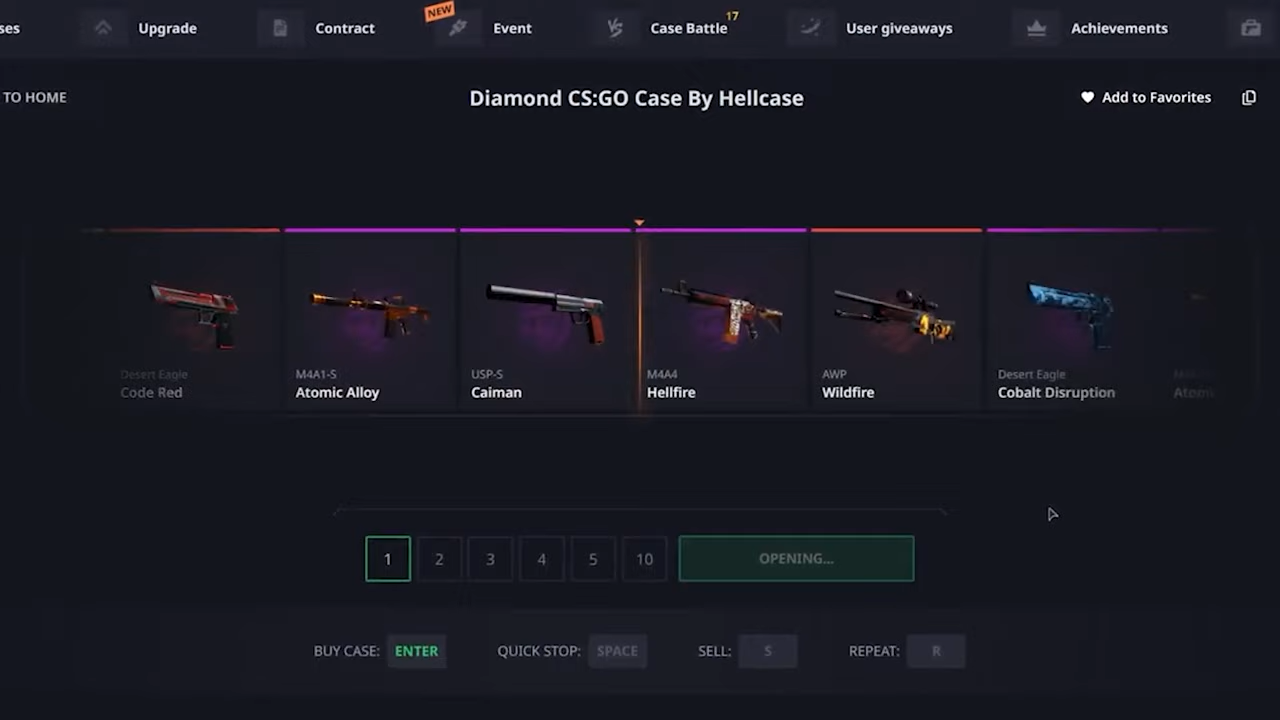 ses Upgrade Contract NEW Event Case Battle 17 User giveaways Achievements
TO HOME Diamond CS:GO Case By Hellcase Add to Favorites
Desert Eagle M4A1-S USP-S M4A4 AWP Desert Eagle
Code Red Atomic Alloy Caiman Hellfire Wildfire Cobalt Disruption Atomic
1 2 3 4 5 10 OPENING...
BUY CASE: ENTER QUICK STOP: SPACE SELL: S REPEAT: R